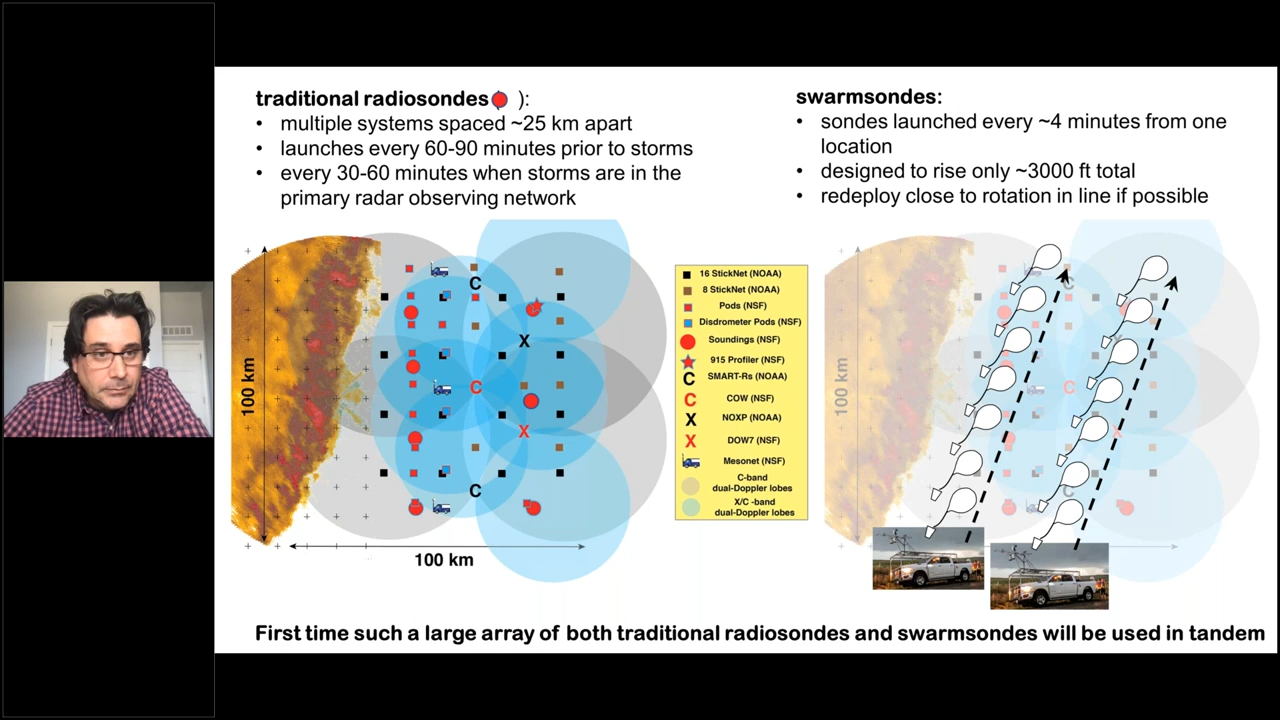 traditional radiosondes( ):
• multiple systems spaced ~25 km apart
• launches every 60-90 minutes prior to storms
• every 30-60 minutes when storms are in the
primary radar observing network
swarmsondes:
• sondes launched every ~4 minutes from one
location
• designed to rise only ~3000 ft total
• redeploy close to rotation in line if possible
100 km
C
X
C
X
C
100 km
16 StickNet (NOAA)
8 StickNet (NOAA)
Pods (NSF)
Disdrometer Pods (NSF)
Soundings (NSF)
915 Profiler (NSF)
C SMART-Rs (NOAA)
C COW (NSF)
X NOXP (NOAA)
X DOW7 (NSF)
Mesonet (NSF)
C-band
dual-Doppler lobes
X/C -band
dual-Doppler lobes
100 km
C
C
X
C
First time such a large array of both traditional radiosondes and swarmsondes will be used in tandem